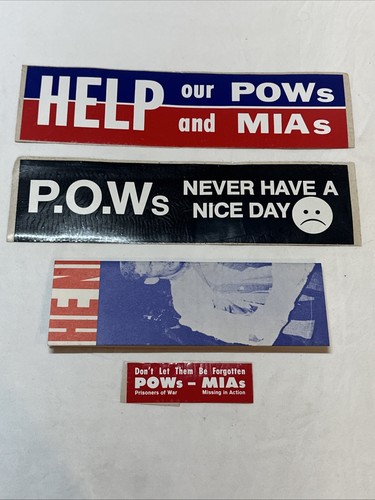 HELP our POWs
and MIAs
P.O.Ws NEVER HAVE A
NICE DAY
Don't Let Them Be Forgotten
POWs – MIAs
Prisoners of War Missing in Action